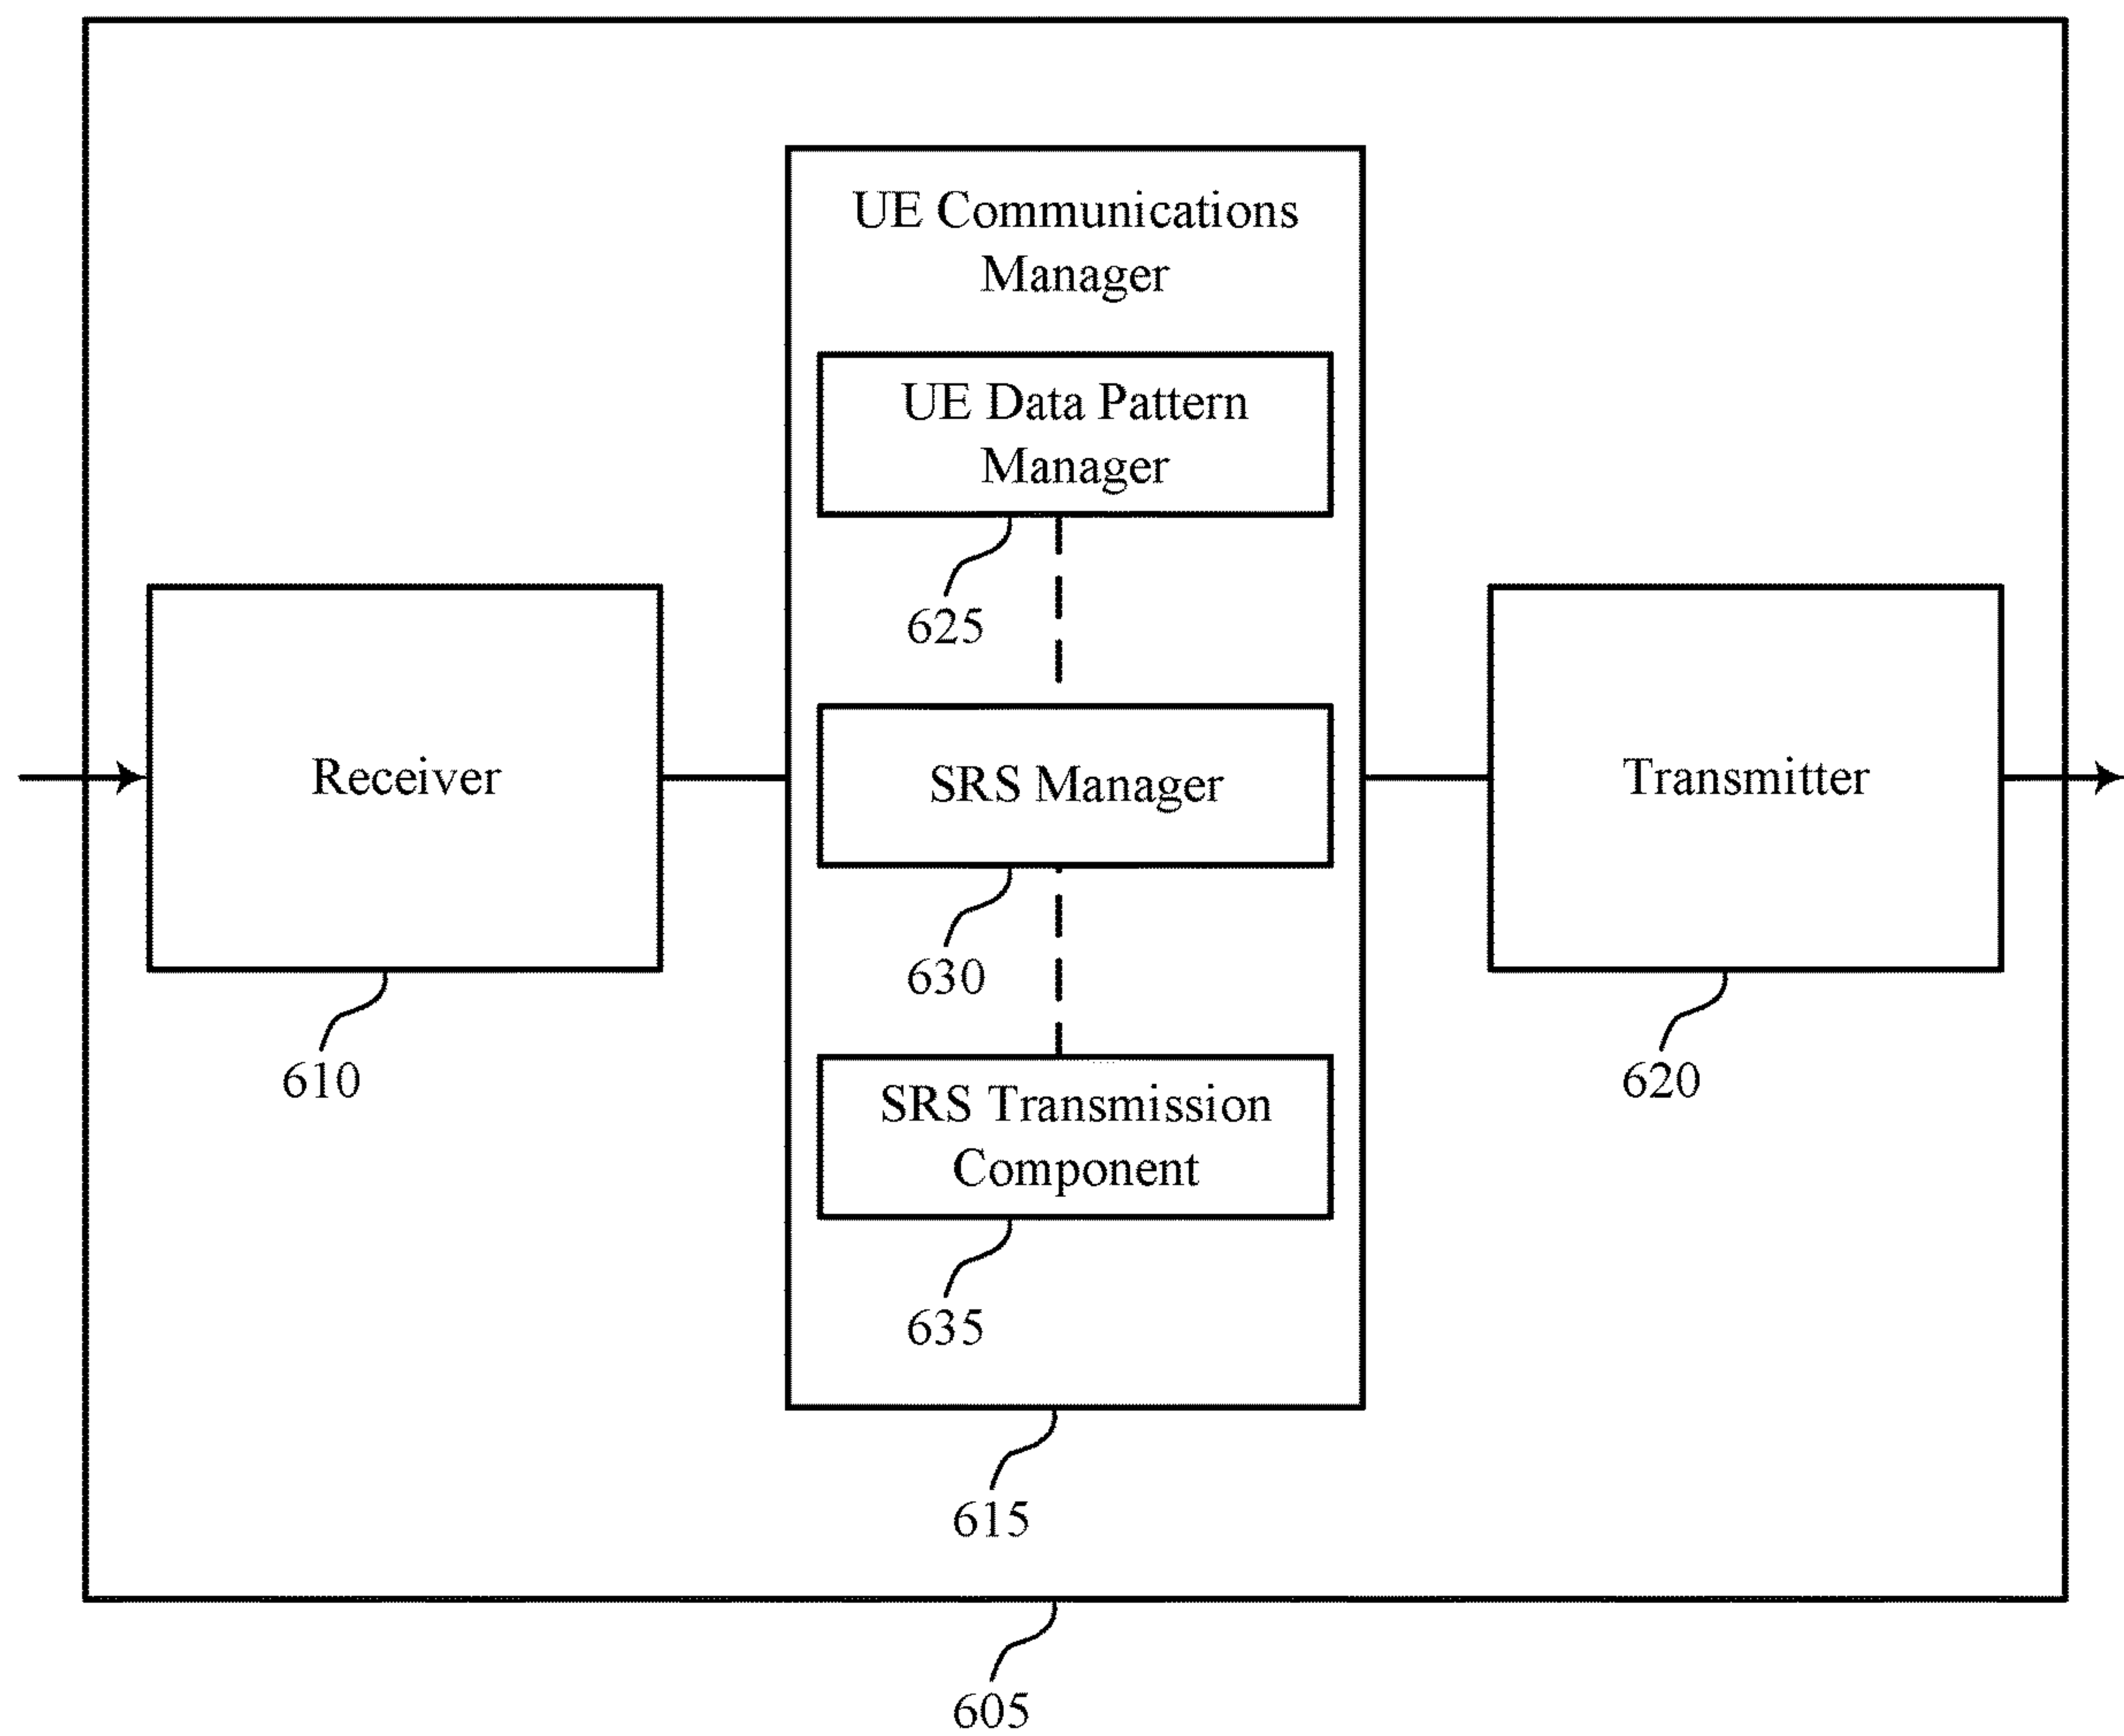 UE Communications
Manager
UE Data Pattern
Manager
625
Receiver
610
SRS Manager
630
Transmitter
620
SRS Transmission
Component
635
615
605